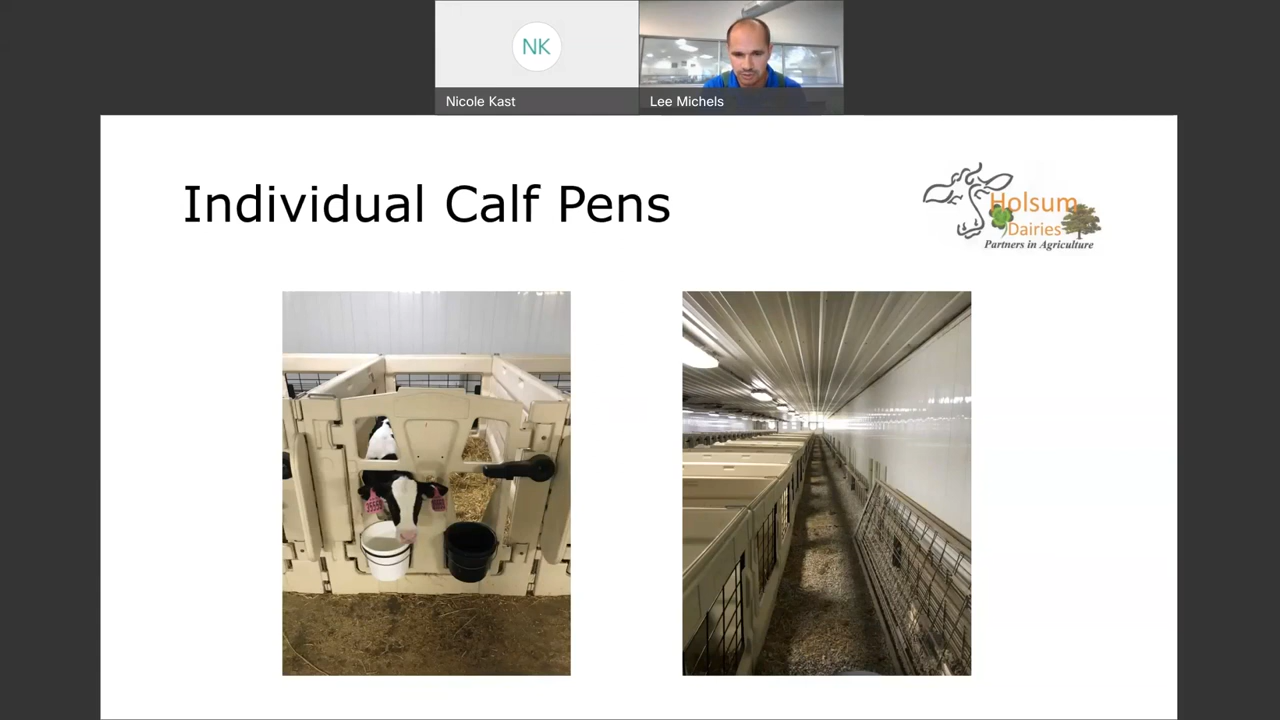 NK
Nicole Kast
Lee Michels
Individual Calf Pens
Holsum
Dairies
Partners in Agriculture